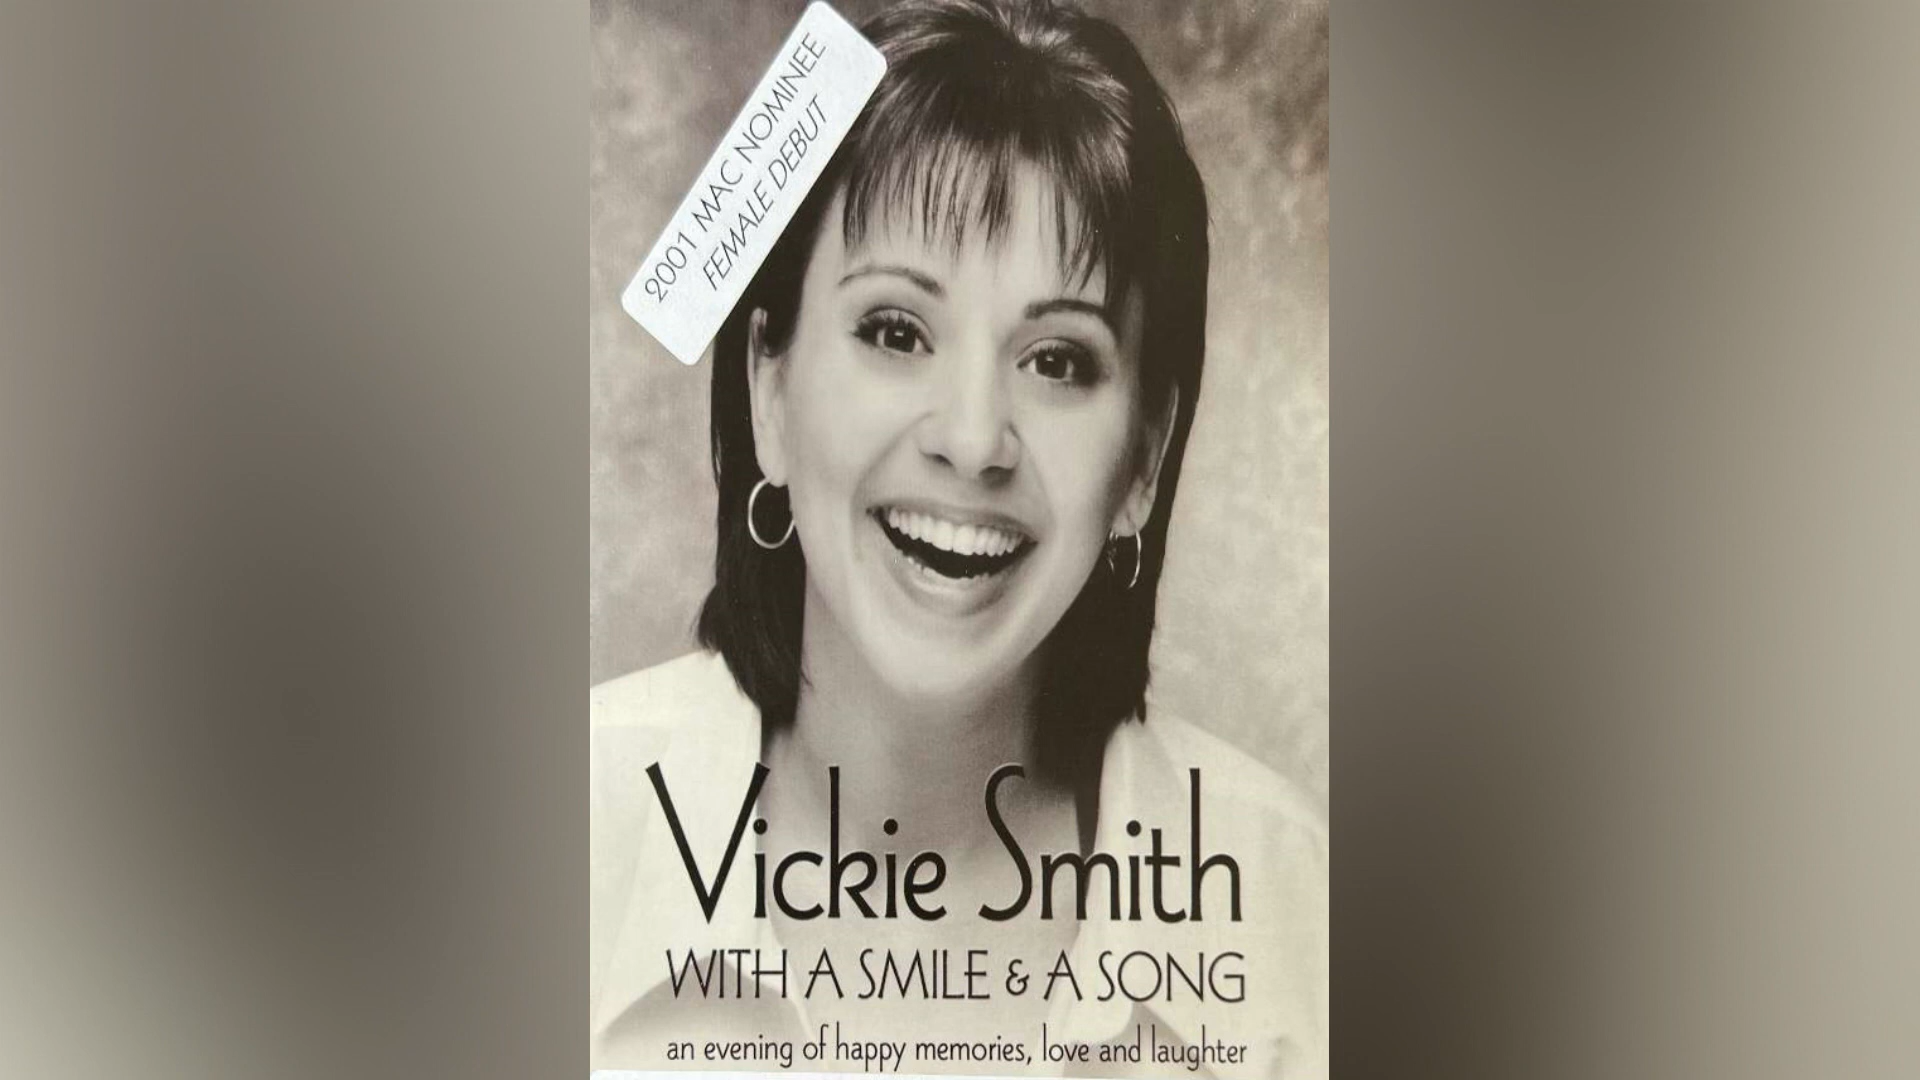 2001 MAC NOMINEE
FEMALE DEBUT
Vickie Smith
WITH A SMILE & A SONG
an evening of happy memories, love and laughter